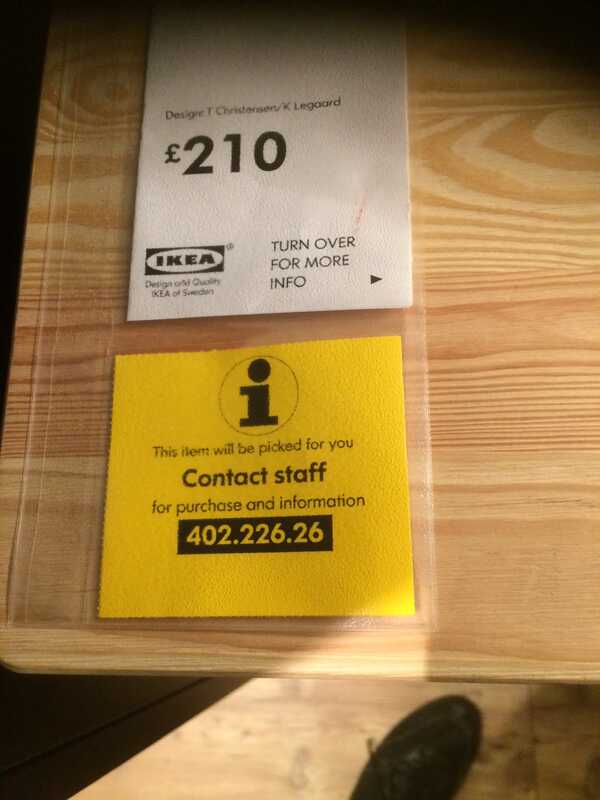 Design: T Christensen/K Legaard
£210
IKEA®
Design and Quality
IKEA of Sweden
TURN OVER
FOR MORE
INFO
i
This item will be picked for you
Contact staff
for purchase and information
402.226.26